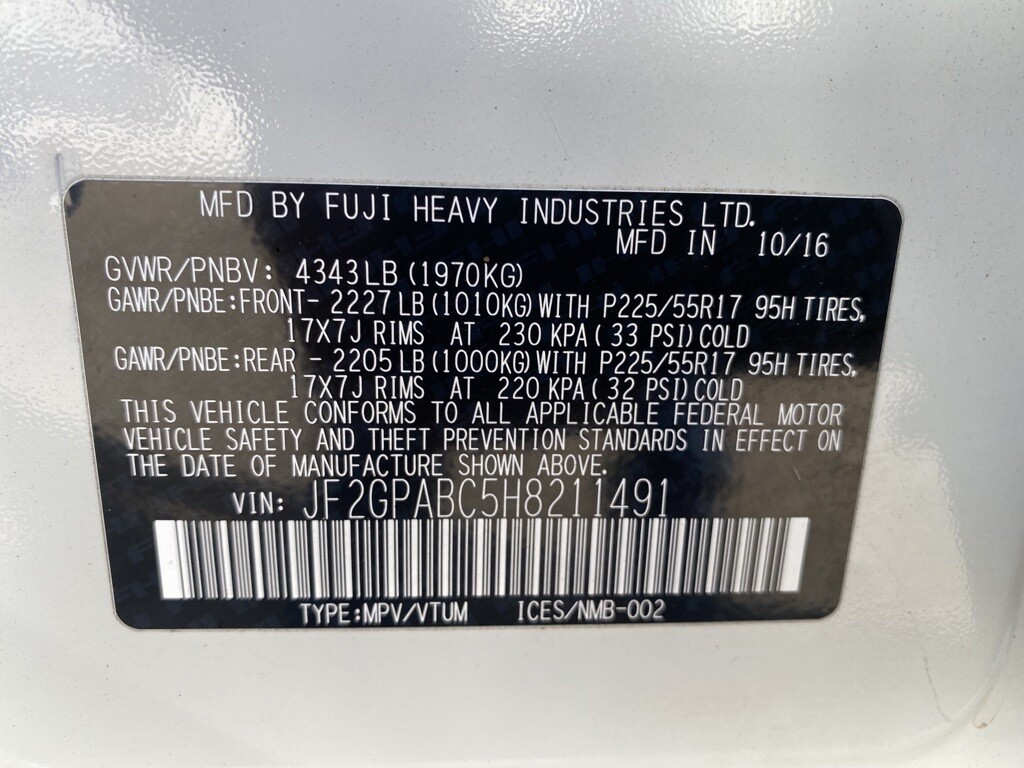 MFD BY FUJI HEAVY INDUSTRIES LTD.
MFD IN 10/16
GVWR/PNBV: 4343LB (1970KG)
GAWR/PNBE:FRONT- 2227 LB (1010KG) WITH P225/55R17 95H TIRES,
17X7J RIMS AT 230 KPA ( 33 PSI) COLD
GAWR/PNBE:REAR - 2205 LB (1000KG) WITH P225/55R17 95H TIRES,
17X7J RIMS AT 220 KPA ( 32 PSI) COLD
THIS VEHICLE CONFORMS TO ALL APPLICABLE FEDERAL MOTOR
VEHICLE SAFETY AND THEFT PREVENTION STANDARDS IN EFFECT ON
THE DATE OF MANUFACTURE SHOWN ABOVE.
VIN: JF2GPABC5H8211491
TYPE:MPV/VTUM ICES/NMB-002